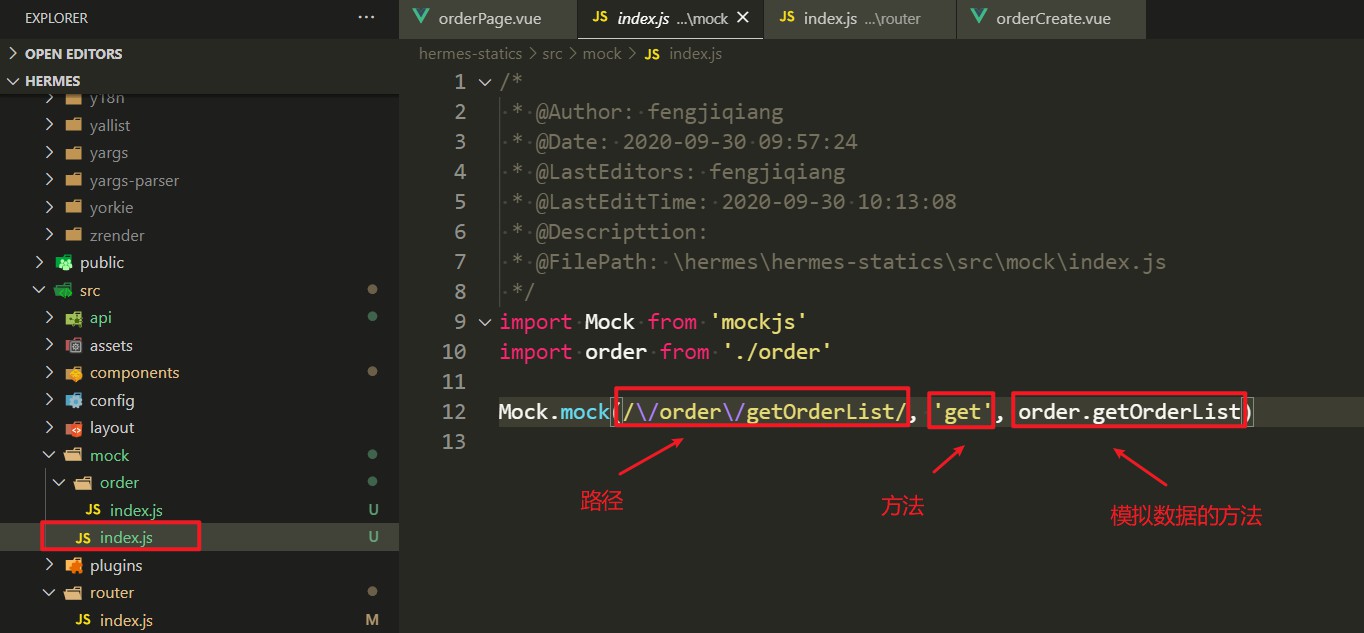 EXPLORER
···
OPEN EDITORS
HERMES
y18n
yallist
yargs
yargs-parser
yorkie
zrender
public
src
api
assets
components
config
layout
mock
order
JS index.js U
JS index.js U
plugins
router
JS index.js M
orderPage.vue
JS index.js ...\mock
JS index.js ...\router
orderCreate.vue
hermes-statics > src > mock > JS index.js
1 /*
2  * @Author: fengjiqiang
3  * @Date: 2020-09-30 09:57:24
4  * @LastEditors: fengjiqiang
5  * @LastEditTime: 2020-09-30 10:13:08
6  * @Descripttion:
7  * @FilePath: \hermes\hermes-statics\src\mock\index.js
8  */
9 import Mock from 'mockjs'
10 import order from './order'
11
12 Mock.mock(/\/order\/getOrderList/, 'get', order.getOrderList)
13
路径
方法
模拟数据的方法